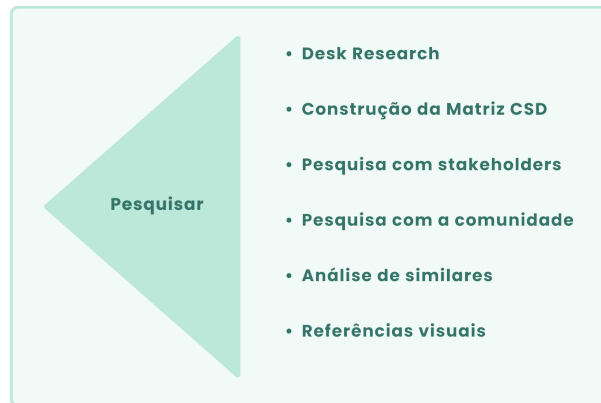 Pesquisar
• Desk Research
• Construção da Matriz CSD
• Pesquisa com stakeholders
• Pesquisa com a comunidade
• Análise de similares
• Referências visuais